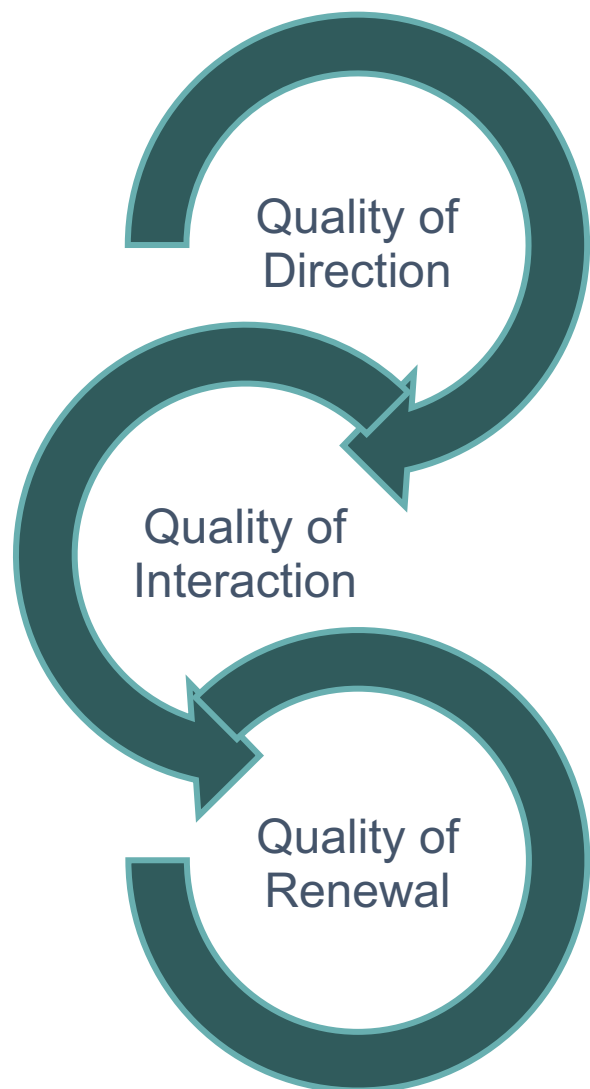 Quality of
Direction
Quality of
Interaction
Quality of
Renewal